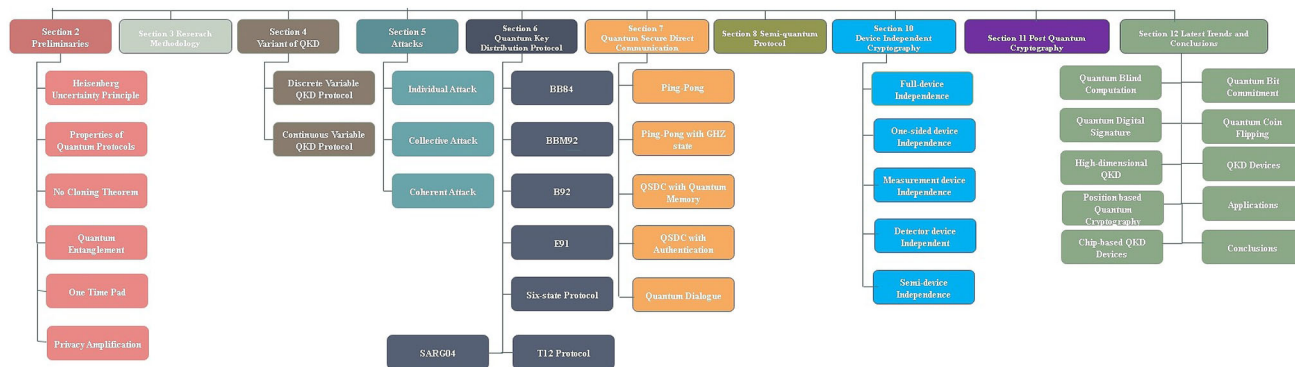 Section 2
Preliminaries
Heisenberg
Uncertainty Principle
Properties of
Quantum Protocols
No Cloning Theorem
Quantum
Entanglement
One Time Pad
Privacy Amplification
Section 3 Reserach
Methodology
Section 4
Variant of QKD
Discrete Variable
QKD Protocol
Continuous Variable
QKD Protocol
Section 5
Attacks
Individual Attack
Collective Attack
Coherent Attack
Section 6
Quantum Key
Distribution Protocol
BB84
BBM92
B92
E91
Six-state Protocol
SARG04
T12 Protocol
Section 7
Quantum Secure Direct
Communication
Ping-Pong
Ping-Pong with GHZ
state
QSDC with Quantum
Memory
QSDC with
Authentication
Quantum Dialogue
Section 8 Semi-quantum
Protocol
Section 10
Device Independent
Cryptography
Full-device
Independence
One-sided device
Independence
Measurement device
Independence
Detector device
Independent
Semi-device
Independence
Section 11 Post Quantum
Cryptography
Section 12 Latest Trends and
Conclusions
Quantum Blind
Computation
Quantum Digital
Signature
High-dimensional
QKD
Position based
Quantum
Cryptography
Chip-based QKD
Devices
Quantum Bit
Commitment
Quantum Coin
Flipping
QKD Devices
Applications
Conclusions